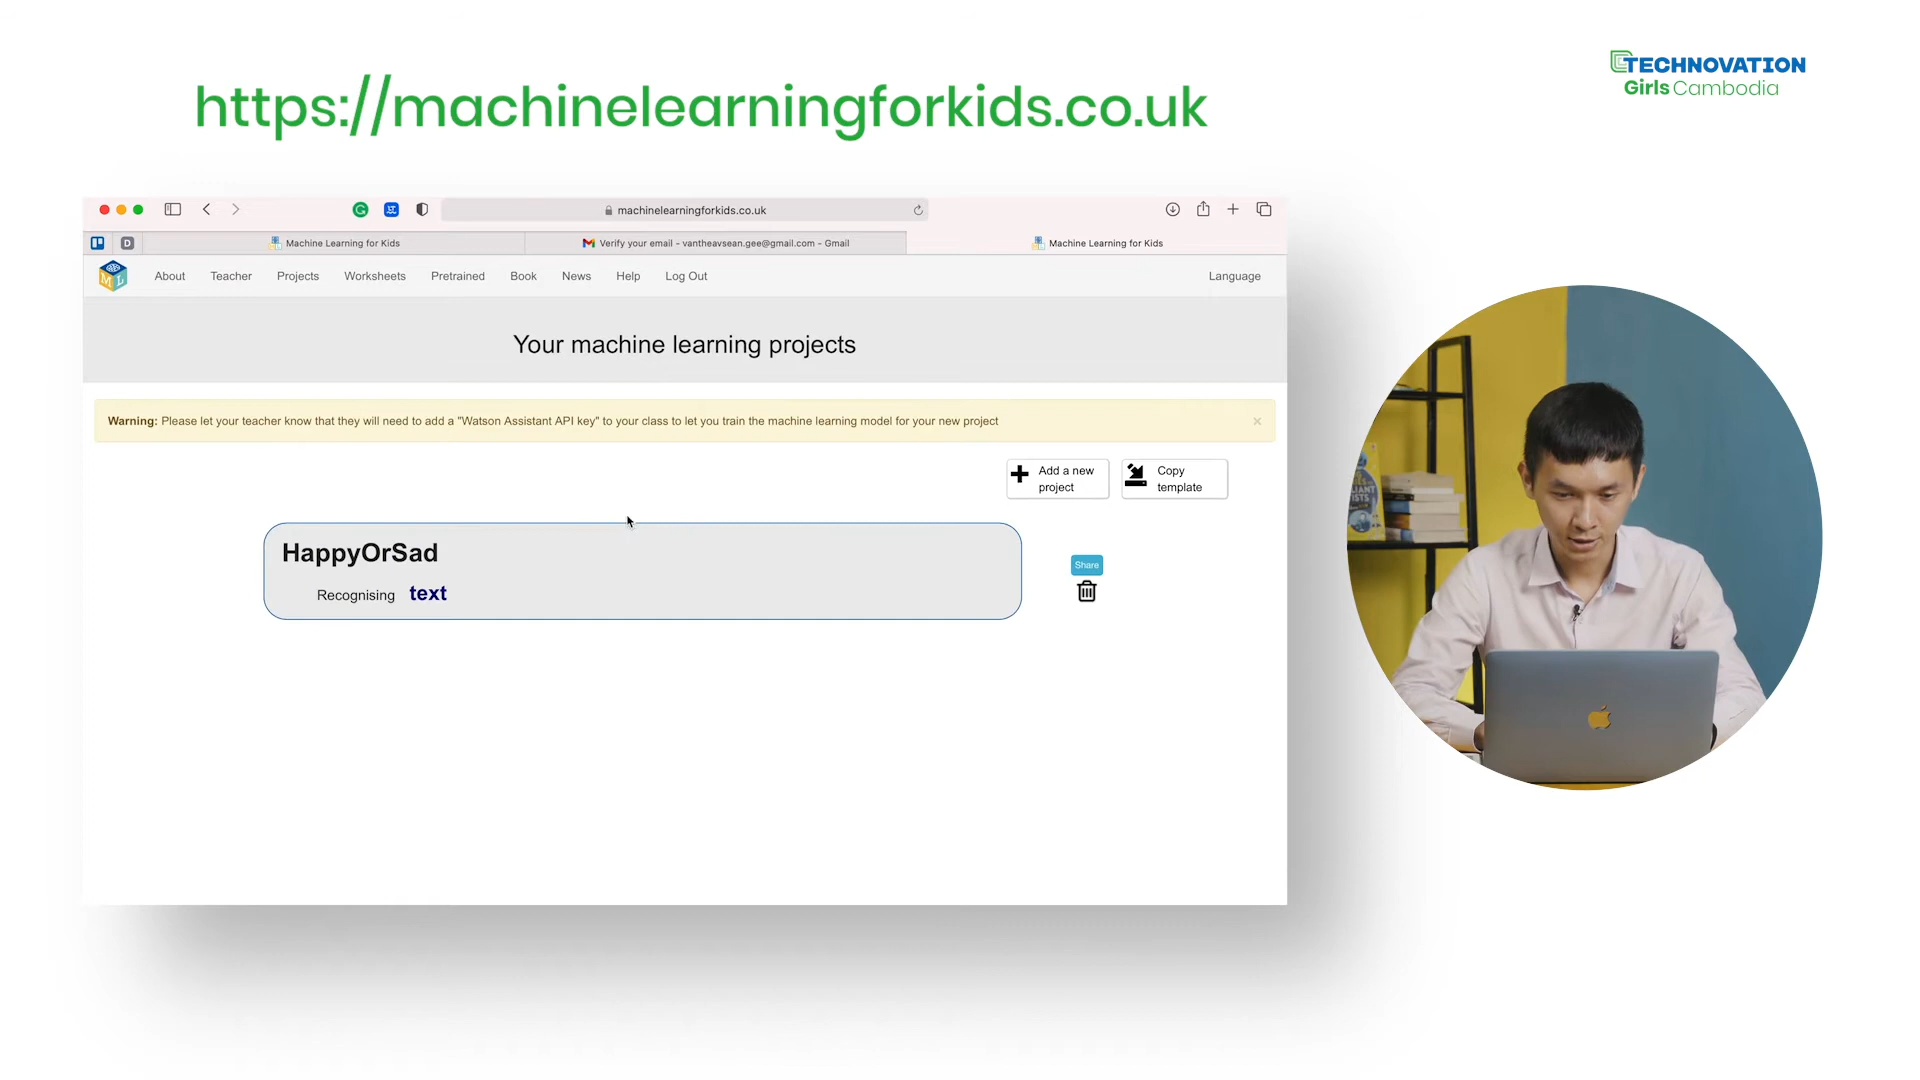 https://machinelearningforkids.co.uk
TECHNOVATION
Girls Cambodia
machinelearningforkids.co.uk
D
Machine Learning for Kids
Verify your email - vantheavsean.gee@gmail.com - Gmail
Machine Learning for Kids
About Teacher Projects Worksheets Pretrained Book News Help Log Out Language
Your machine learning projects
Warning: Please let your teacher know that they will need to add a "Watson Assistant API key" to your class to let you train the machine learning model for your new project
Add a new
project
Copy
template
HappyOrSad
Recognising text
Share